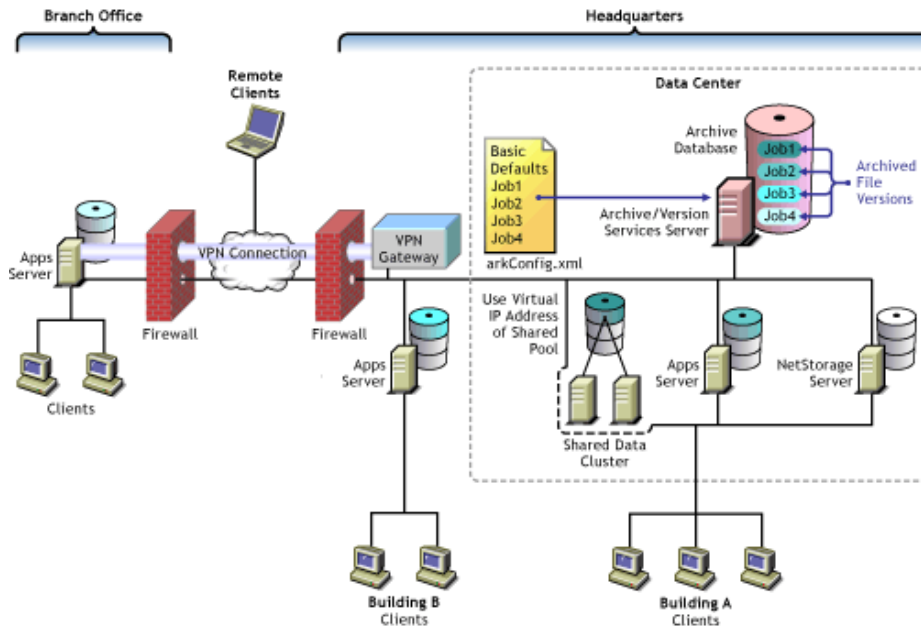 Branch Office
Headquarters
Remote
Clients
Data Center
Basic
Defaults
Job1
Job2
Job3
Job4
arkConfig.xml
Archive
Database
Job1
Job2
Job3
Job4
Archived
File
Versions
Archive/Version
Services Server
Apps
Server
Firewall
VPN Connection
Firewall
VPN
Gateway
Clients
Apps
Server
Use Virtual
IP Address
of Shared
Pool
Shared Data
Cluster
Apps
Server
NetStorage
Server
Building B
Clients
Building A
Clients